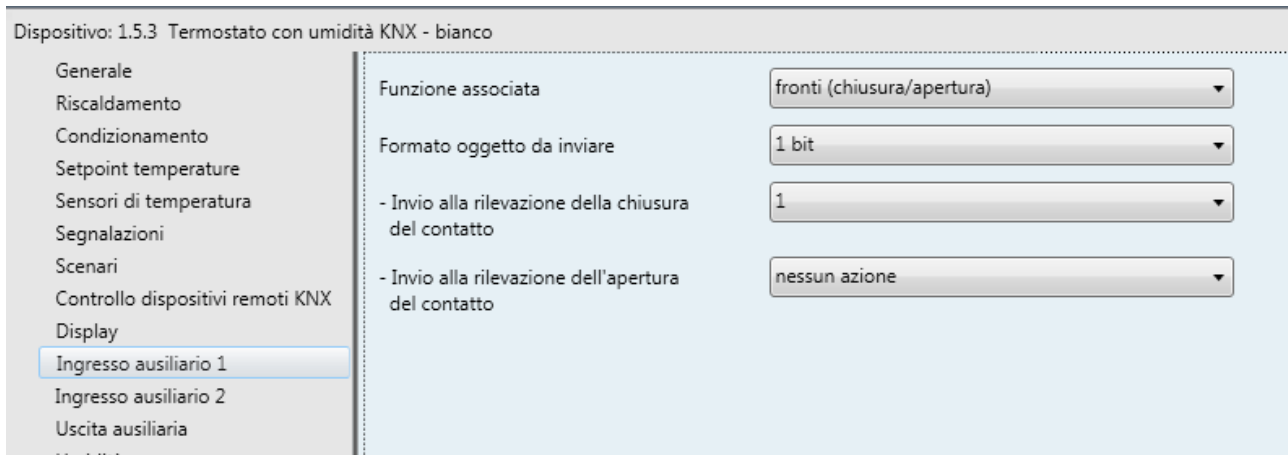 Dispositivo: 1.5.3 Termostato con umidità KNX - bianco
Generale
Riscaldamento
Condizionamento
Setpoint temperature
Sensori di temperatura
Segnalazioni
Scenari
Controllo dispositivi remoti KNX
Display
Ingresso ausiliario 1
Ingresso ausiliario 2
Uscita ausiliaria
Funzione associata
fronti (chiusura/apertura)
Formato oggetto da inviare
1 bit
- Invio alla rilevazione della chiusura
del contatto
1
- Invio alla rilevazione dell'apertura
del contatto
nessun azione